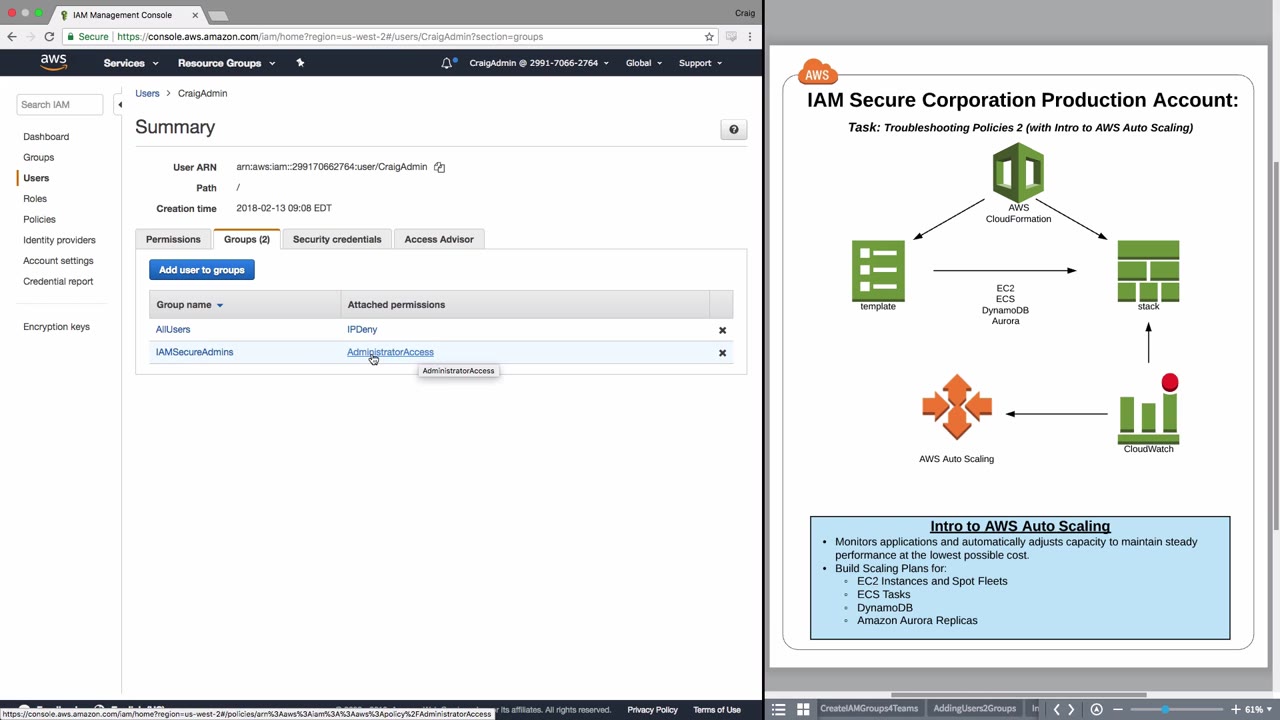 IAM Management Console
Craig
Secure https://console.aws.amazon.com/iam/home?region=us-west-2#/users/CraigAdmin?section=groups
aws
Services
Resource Groups
CraigAdmin @ 2991-7066-2764
Global
Support
Search IAM
Dashboard
Groups
Users
Roles
Policies
Identity providers
Account settings
Credential report
Encryption keys
Users > CraigAdmin
Summary
?
User ARN arn:aws:iam::299170662764:user/CraigAdmin
Path /
Creation time 2018-02-13 09:08 EDT
Permissions
Groups (2)
Security credentials
Access Advisor
Add user to groups
Group name Attached permissions
AllUsers IPDeny
IAMSecureAdmins AdministratorAccess
AdministratorAccess
its affiliates. All rights reserved.
Privacy Policy
Terms of Use
https://console.aws.amazon.com/iam/home?region=us-west-2#/policies/arn%3Aaws%3Aiam%3A%3Aaws%3Apolicy%2FAdministratorAccess
AWS
IAM Secure Corporation Production Account:
Task: Troubleshooting Policies 2 (with Intro to AWS Auto Scaling)
AWS
CloudFormation
template
EC2
ECS
DynamoDB
Aurora
stack
AWS Auto Scaling
CloudWatch
Intro to AWS Auto Scaling
• Monitors applications and automatically adjusts capacity to maintain steady
performance at the lowest possible cost.
• Build Scaling Plans for:
◦ EC2 Instances and Spot Fleets
◦ ECS Tasks
◦ DynamoDB
◦ Amazon Aurora Replicas
CreateIAMGroups4Teams
AddingUsers2Groups
61%